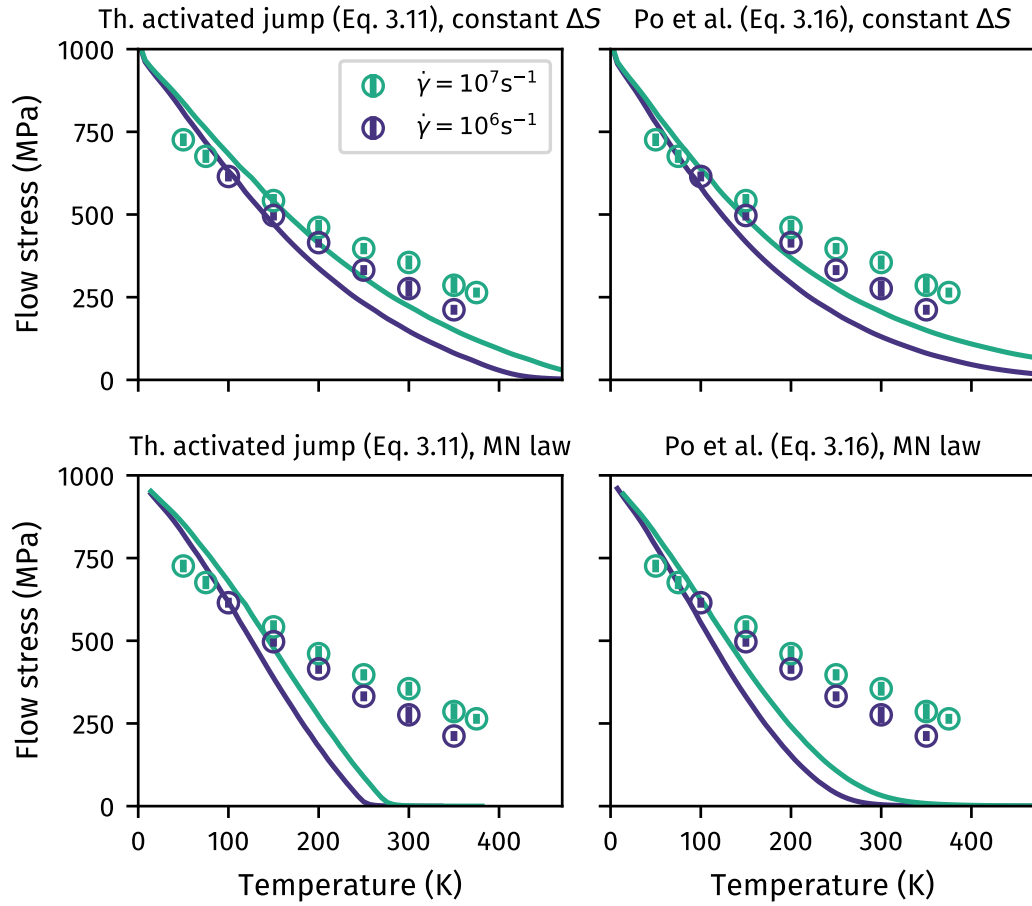 Th. activated jump (Eq. 3.11), constant ΔS
Po et al. (Eq. 3.16), constant ΔS
1000
750
500
250
0
Flow stress (MPa)
γ̇ = 10⁷s⁻¹
γ̇ = 10⁶s⁻¹
Th. activated jump (Eq. 3.11), MN law
Po et al. (Eq. 3.16), MN law
1000
750
500
250
0
Flow stress (MPa)
0 100 200 300 400
0 100 200 300 400
Temperature (K)
Temperature (K)